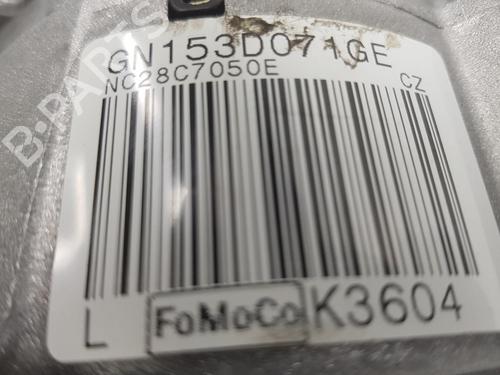 GN153D071GE
NC28C7050E CZ
L FoMoCo K3604
B-PARTS